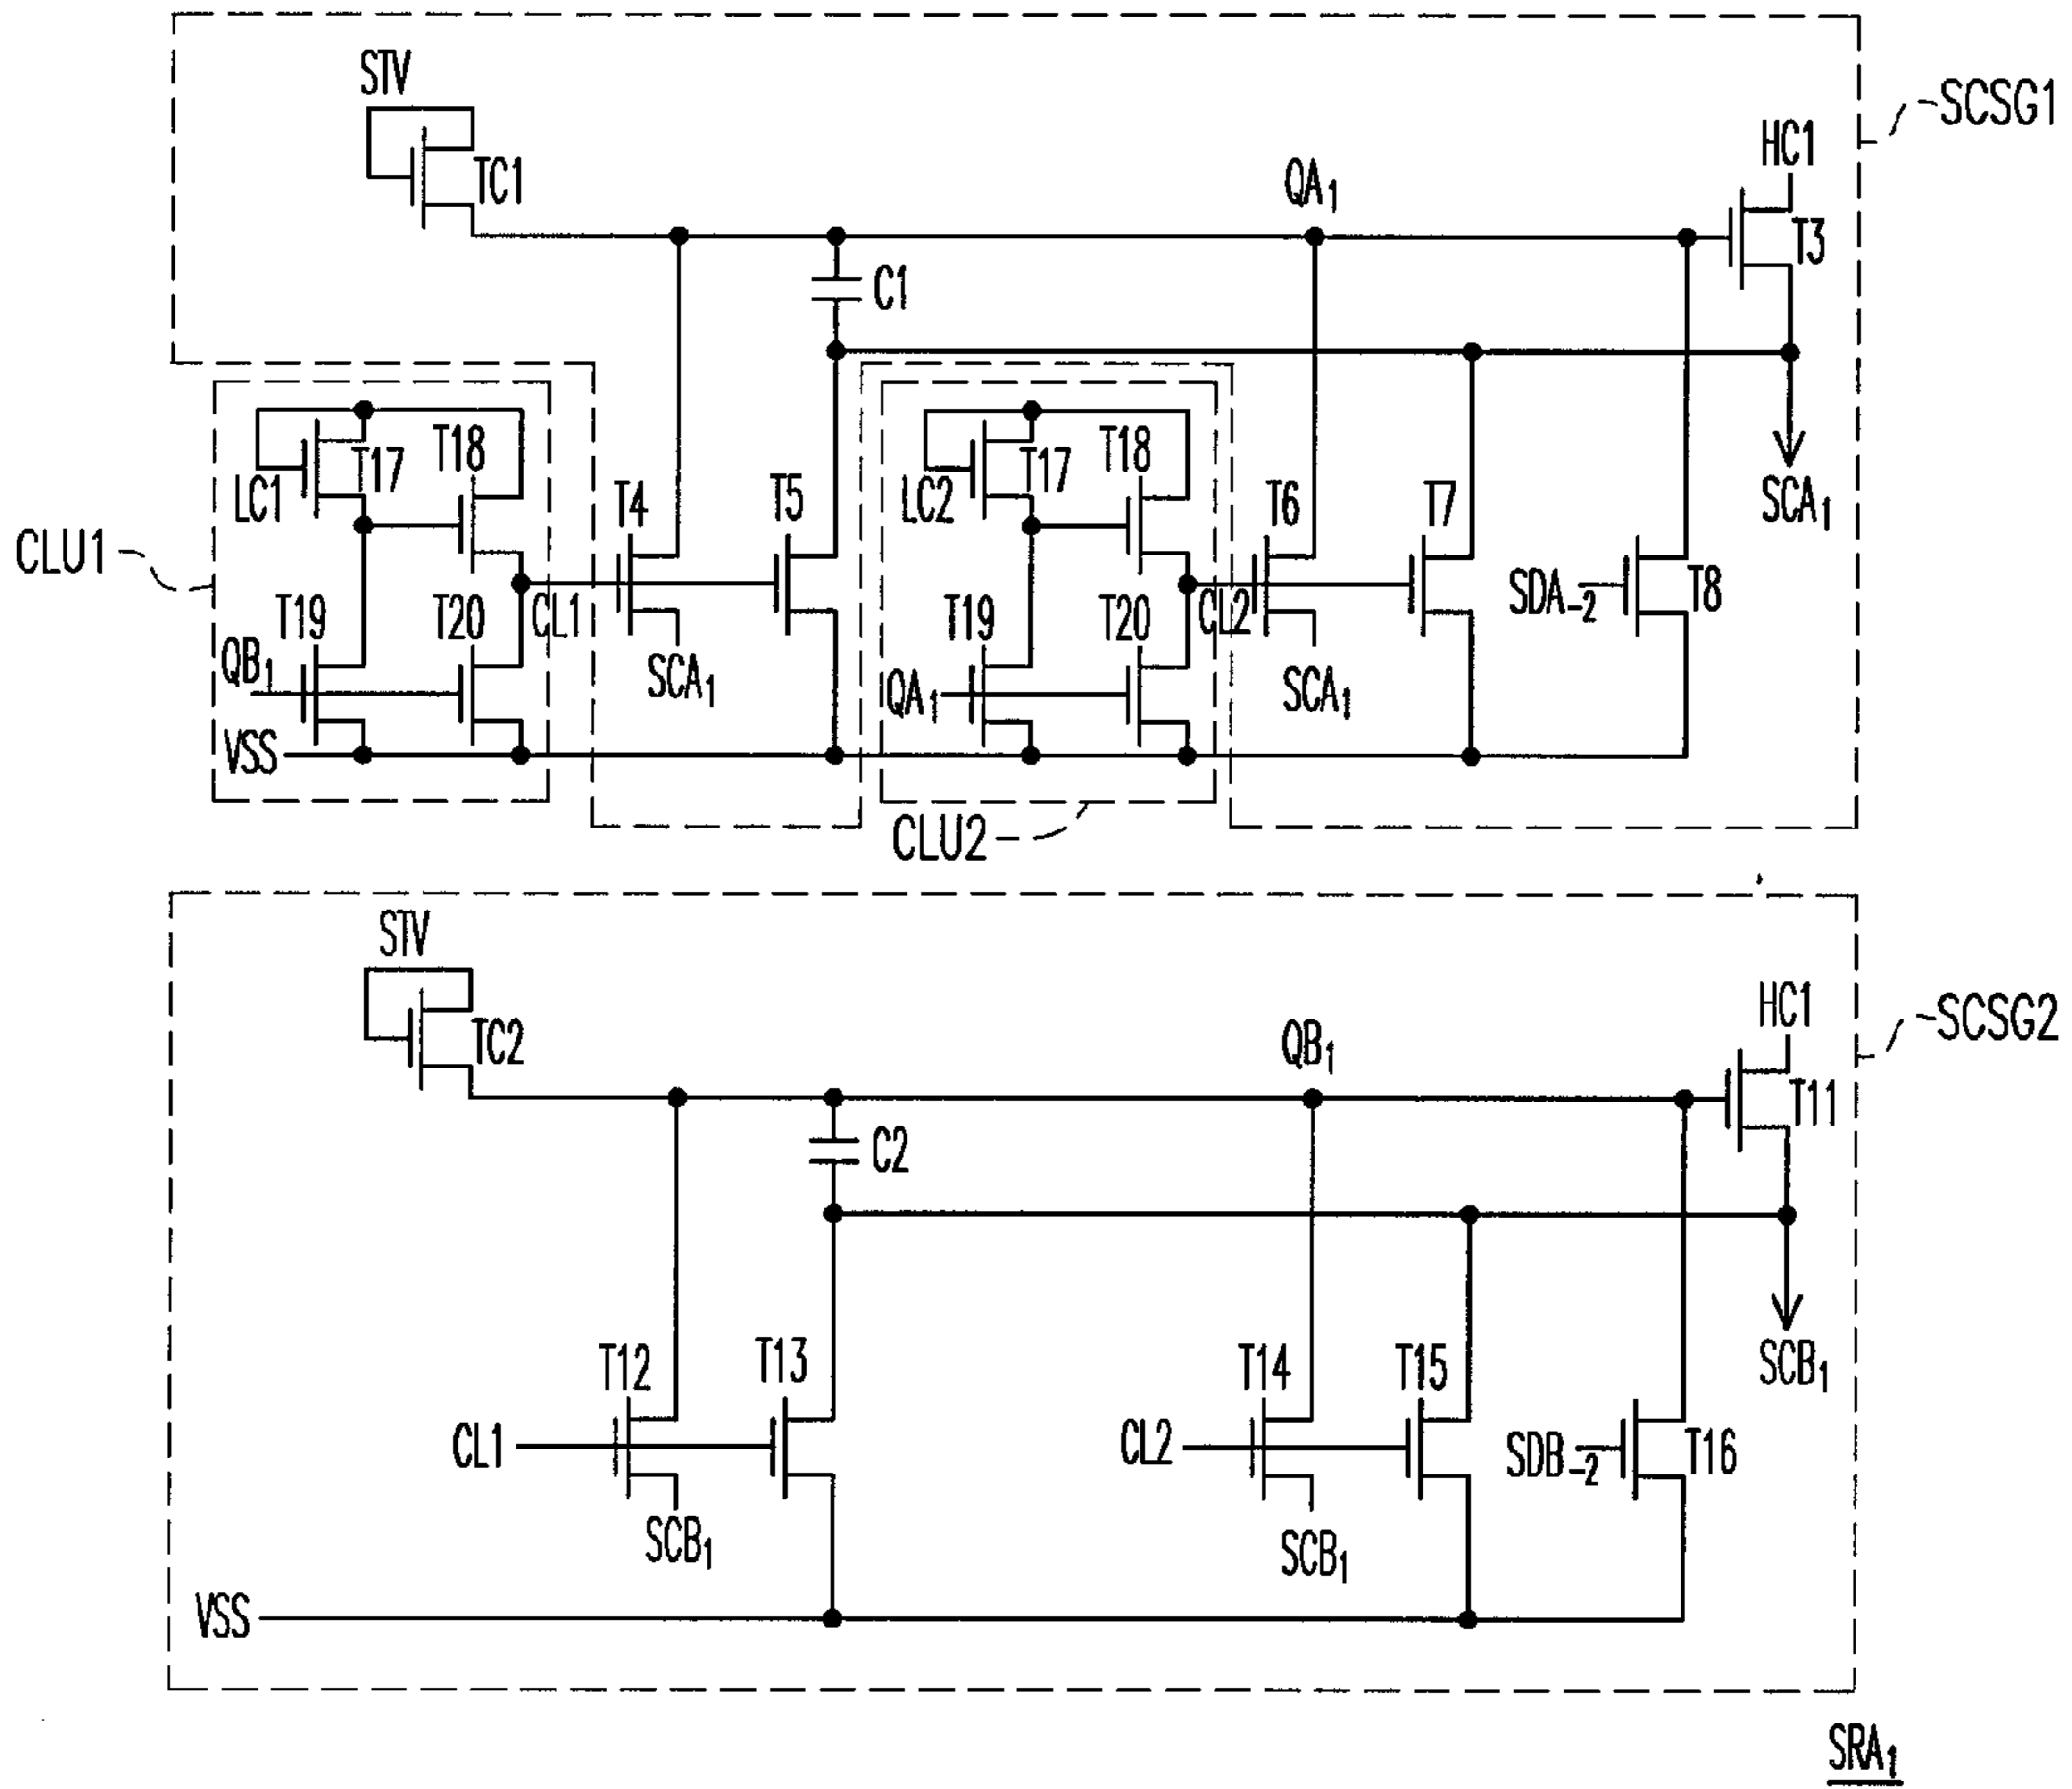 STV
SCSG1
HC1
TC1
QA1
T3
C1
T17
T18
LC1
T4
T5
T17
T18
LC2
T6
T7
SCA1
CLU1
SDA-2
T8
T19
T20
CL1
T19
T20
CL2
QB1
SCA1
QA1
SCA1
VSS
CLU2
STV
HC1
SCSG2
TC2
QB1
T11
C2
T12
T13
T14
T15
SCB1
CL1
CL2
SDB-2
T16
SCB1
SCB1
VSS
SRA1